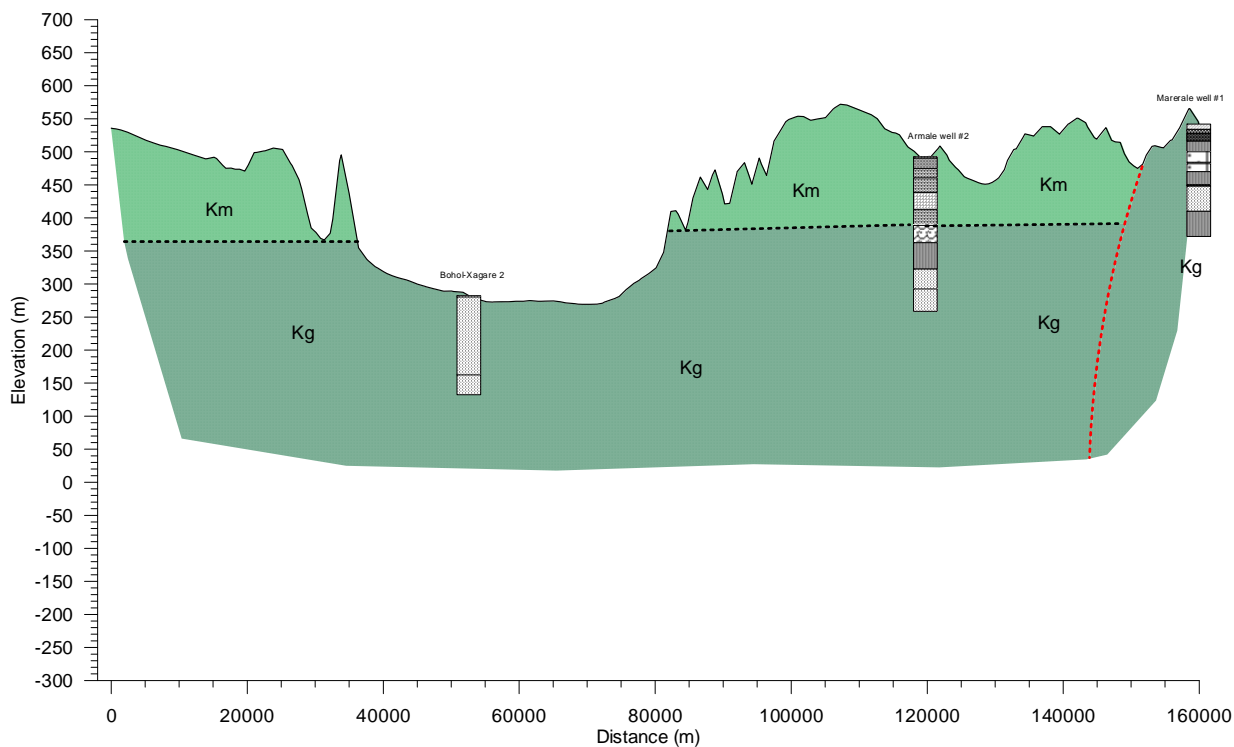 700
650
600
550
500
450
400
350
300
250
200
150
100
50
0
-50
-100
-150
-200
-250
-300
Elevation (m)
Marerale well #1
Armale well #2
Km
Km
Km
Bohol-Xagare 2
Kg
Kg
Kg
Kg
0 20000 40000 60000 80000 100000 120000 140000 160000
Distance (m)